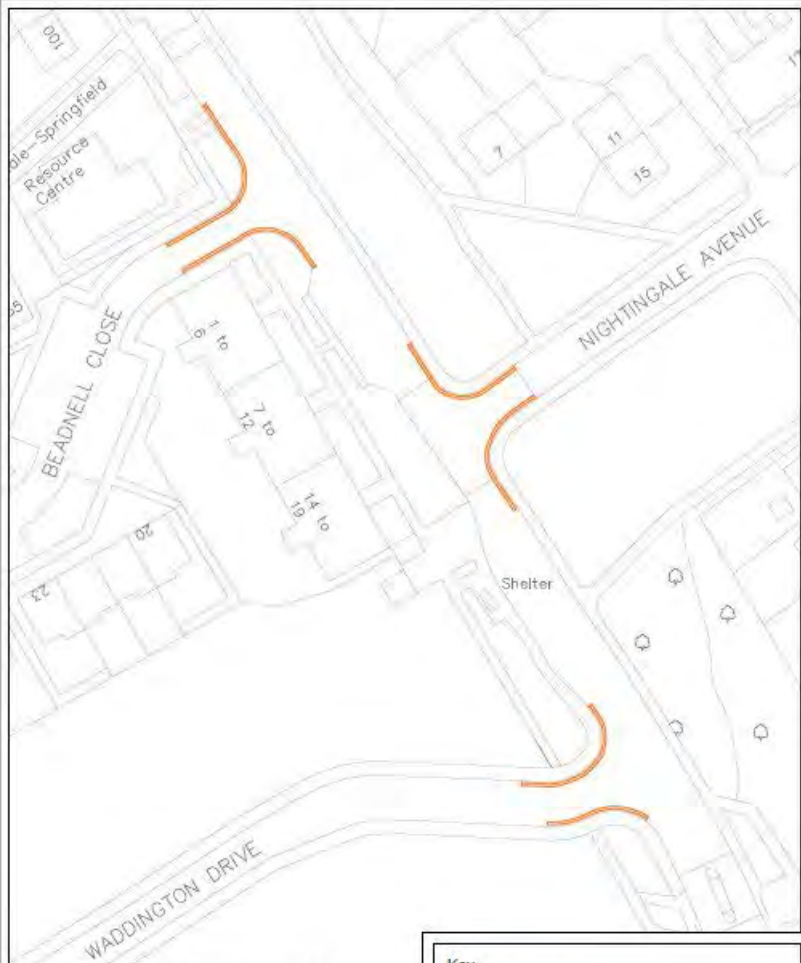 100
ale-Springfield
Resource
Centre
7
11
15
NIGHTINGALE AVENUE
BEADNELL CLOSE
1 to
6
7 to
12
14 to
19
20
23
Shelter
WADDINGTON DRIVE